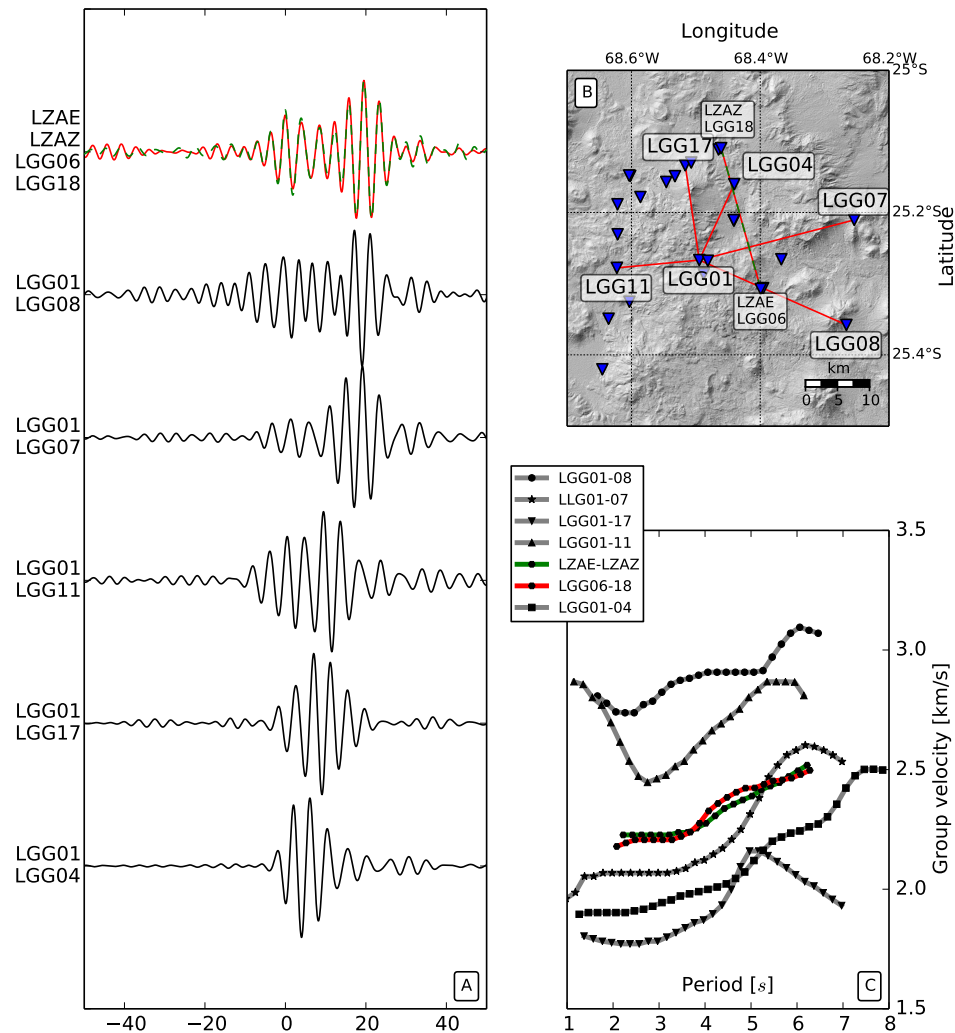 LZAE
LZAZ
LGG06
LGG18
LGG01
LGG08
LGG01
LGG07
LGG01
LGG11
LGG01
LGG17
LGG01
LGG04
A
−40
−20
0
20
40
Longitude
68.6°W
68.4°W
68.2°W
25°S
B
LZAZ
LGG18
LGG17
LGG04
LGG07
25.2°S
Latitude
LGG11
LGG01
LZAE
LGG06
LGG08
25.4°S
km
0 5 10
LGG01-08
LLG01-07
LGG01-17
LGG01-11
LZAE-LZAZ
LGG06-18
LGG01-04
3.5
3.0
2.5
2.0
1.5
Group velocity [km/s]
Period [s]
C
1 2 3 4 5 6 7 8